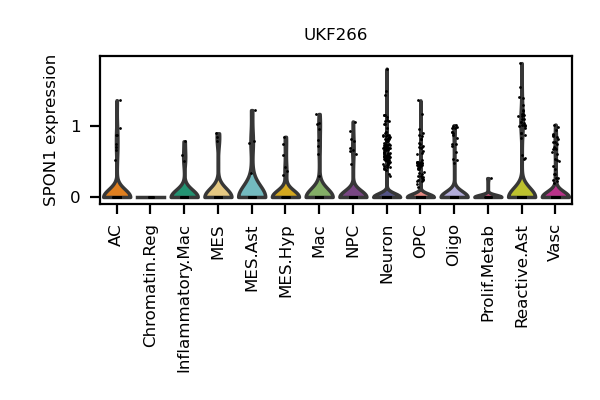 UKF266
SPON1 expression
1
0
AC
Chromatin.Reg
Inflammatory.Mac
MES
MES.Ast
MES.Hyp
Mac
NPC
Neuron
OPC
Oligo
Prolif.Metab
Reactive.Ast
Vasc